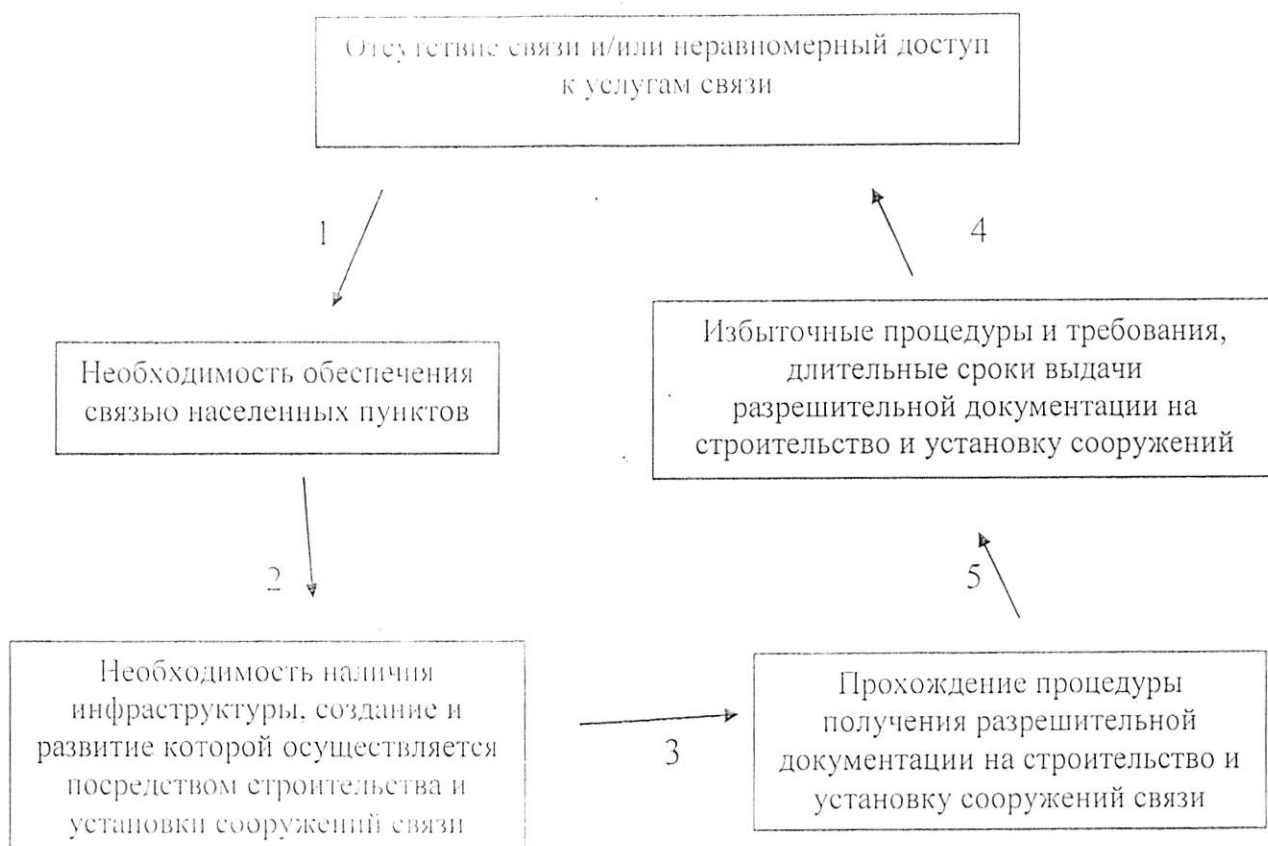 Отсутствие связи и/или неравномерный доступ
к услугам связи
1
4
Необходимость обеспечения
связью населенных пунктов
Избыточные процедуры и требования,
длительные сроки выдачи
разрешительной документации на
строительство и установку сооружений
2
5
Необходимость наличия
инфраструктуры, создание и
развитие которой осуществляется
посредством строительства и
установки сооружений связи
3
Прохождение процедуры
получения разрешительной
документации на строительство и
установку сооружений связи